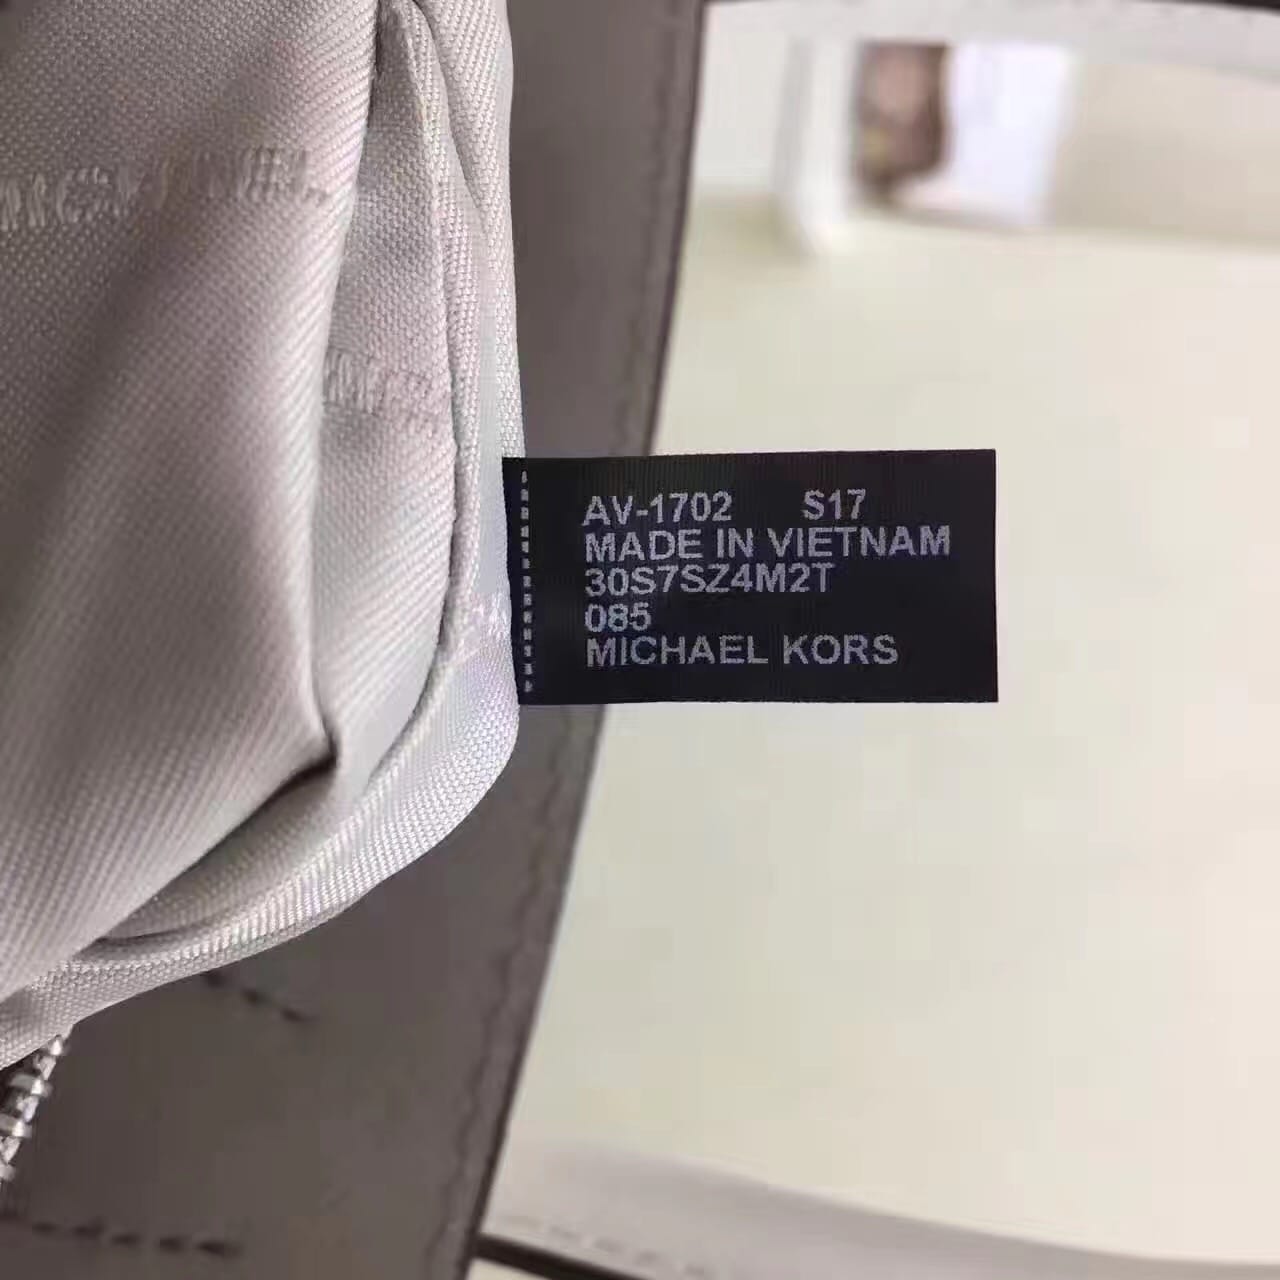 AV-1702 S17
MADE IN VIETNAM
30S7SZ4M2T
085
MICHAEL KORS